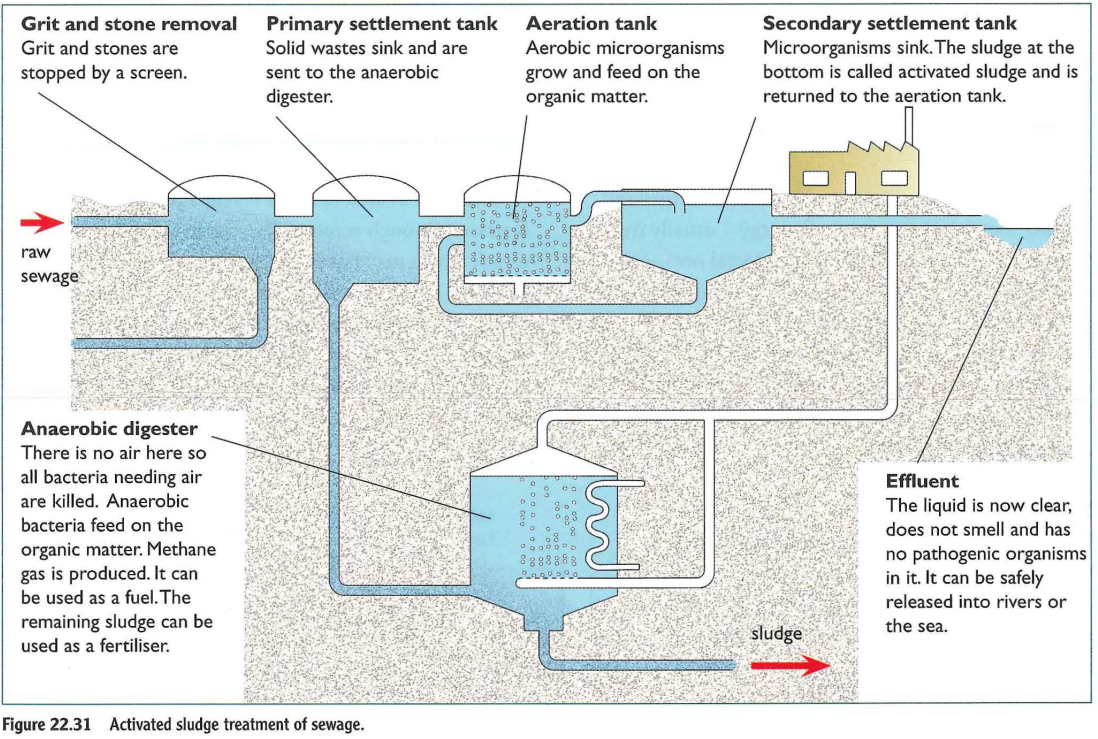 Grit and stone removal
Grit and stones are
stopped by a screen.
Primary settlement tank
Solid wastes sink and are
sent to the anaerobic
digester.
Aeration tank
Aerobic microorganisms
grow and feed on the
organic matter.
Secondary settlement tank
Microorganisms sink. The sludge at the
bottom is called activated sludge and is
returned to the aeration tank.
raw
sewage
Anaerobic digester
There is no air here so
all bacteria needing air
are killed. Anaerobic
bacteria feed on the
organic matter. Methane
gas is produced. It can
be used as a fuel. The
remaining sludge can be
used as a fertiliser.
Effluent
The liquid is now clear,
does not smell and has
no pathogenic organisms
in it. It can be safely
released into rivers or
the sea.
sludge
Figure 22.31 Activated sludge treatment of sewage.